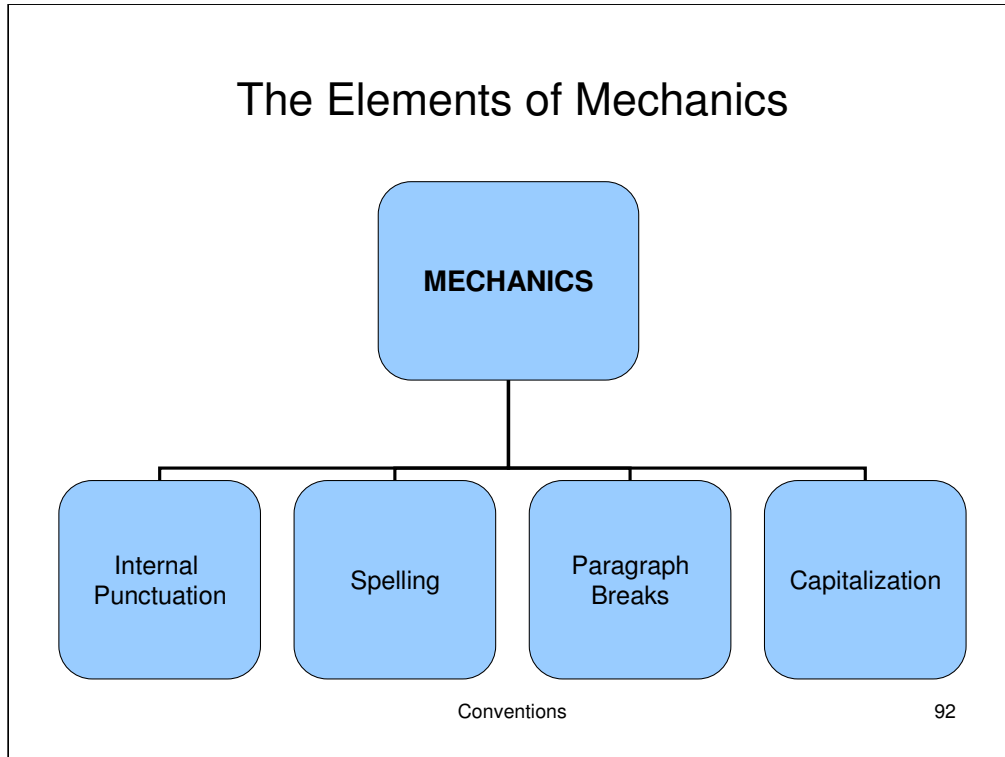 The Elements of Mechanics
MECHANICS
Internal
Punctuation
Spelling
Paragraph
Breaks
Capitalization
Conventions
92